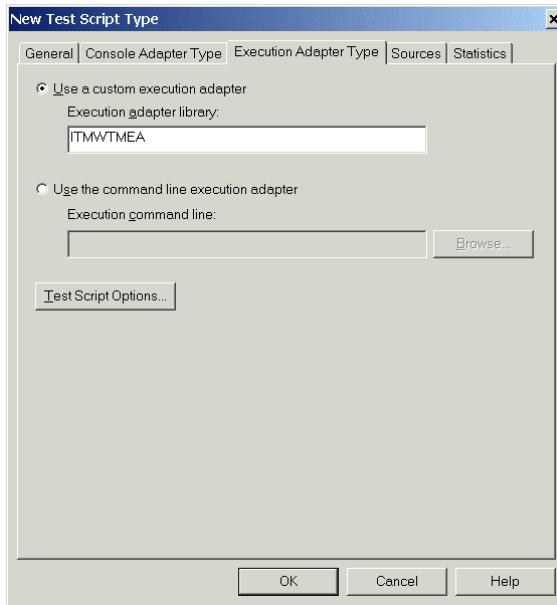 New Test Script Type
General Console Adapter Type Execution Adapter Type Sources Statistics
Use a custom execution adapter
Execution adapter library:
ITMWTMEA
Use the command line execution adapter
Execution command line:
Browse...
Test Script Options...
OK Cancel Help